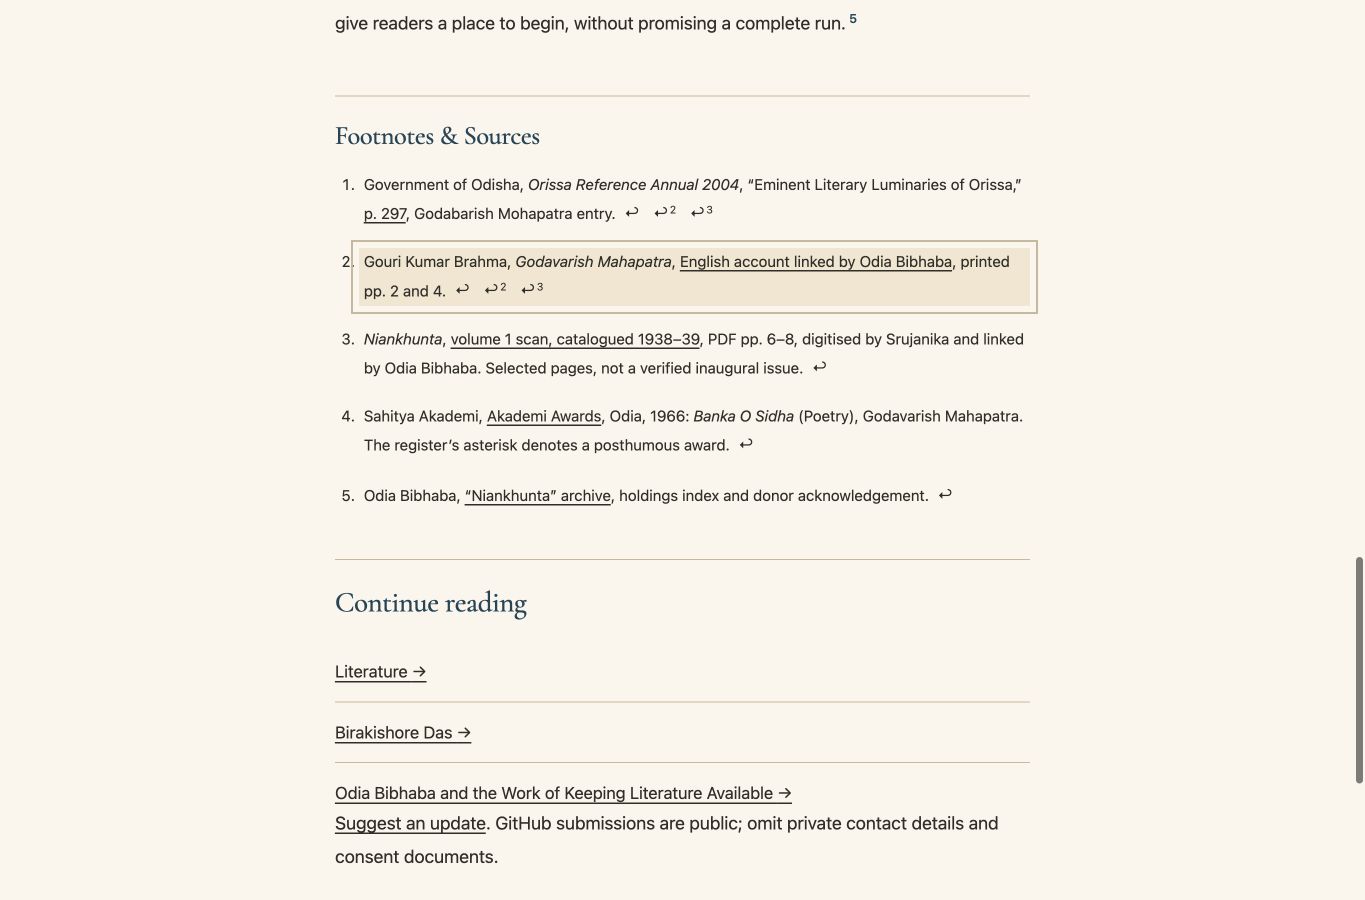 give readers a place to begin, without promising a complete run. 5
Footnotes & Sources
1. Government of Odisha, Orissa Reference Annual 2004, “Eminent Literary Luminaries of Orissa,”
p. 297, Godabarish Mohapatra entry. ↩ ↩2 ↩3
2. Gouri Kumar Brahma, Godavarish Mahapatra, English account linked by Odia Bibhaba, printed
pp. 2 and 4. ↩ ↩2 ↩3
3. Niankhunta, volume 1 scan, catalogued 1938–39, PDF pp. 6–8, digitised by Srujanika and linked
by Odia Bibhaba. Selected pages, not a verified inaugural issue. ↩
4. Sahitya Akademi, Akademi Awards, Odia, 1966: Banka O Sidha (Poetry), Godavarish Mahapatra.
The register’s asterisk denotes a posthumous award. ↩
5. Odia Bibhaba, “Niankhunta” archive, holdings index and donor acknowledgement. ↩
Continue reading
Literature →
Birakishore Das →
Odia Bibhaba and the Work of Keeping Literature Available →
Suggest an update. GitHub submissions are public; omit private contact details and
consent documents.